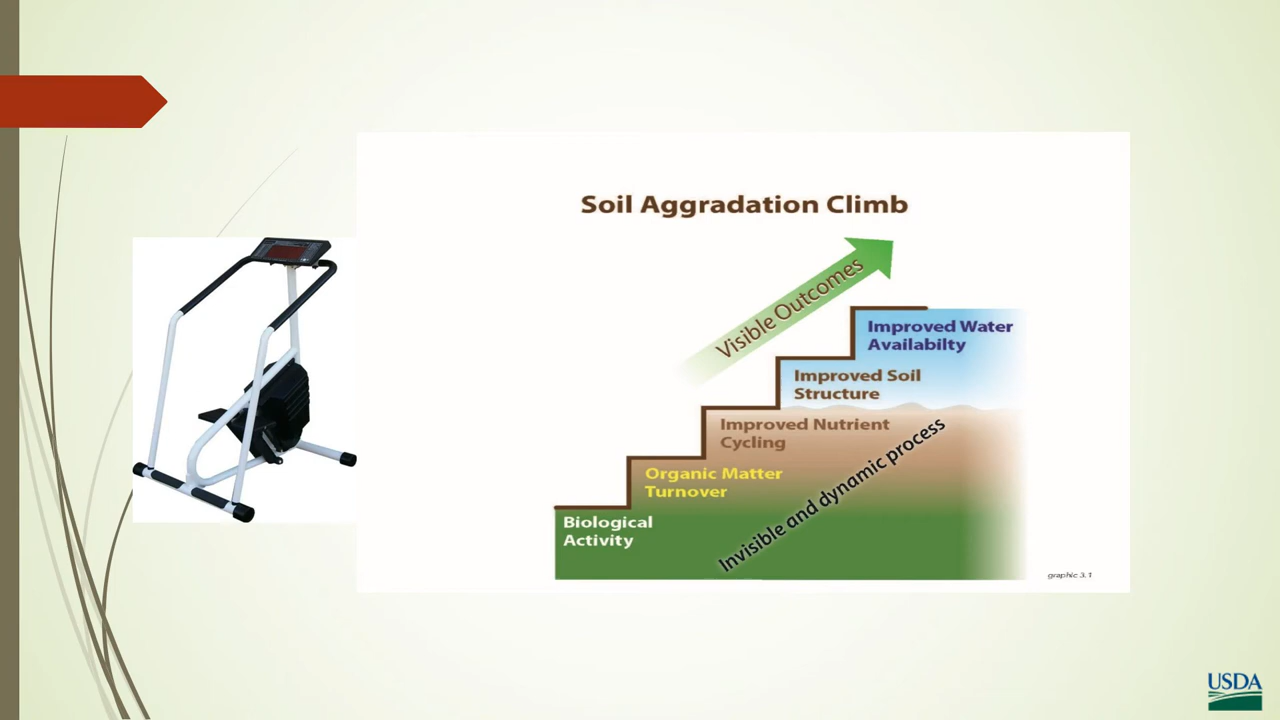 Soil Aggradation Climb
Visible Outcomes
Improved Water
Availabilty
Improved Soil
Structure
Improved Nutrient
Cycling
Organic Matter
Turnover
Biological
Activity
Invisible and dynamic process
graphic 3.1
USDA